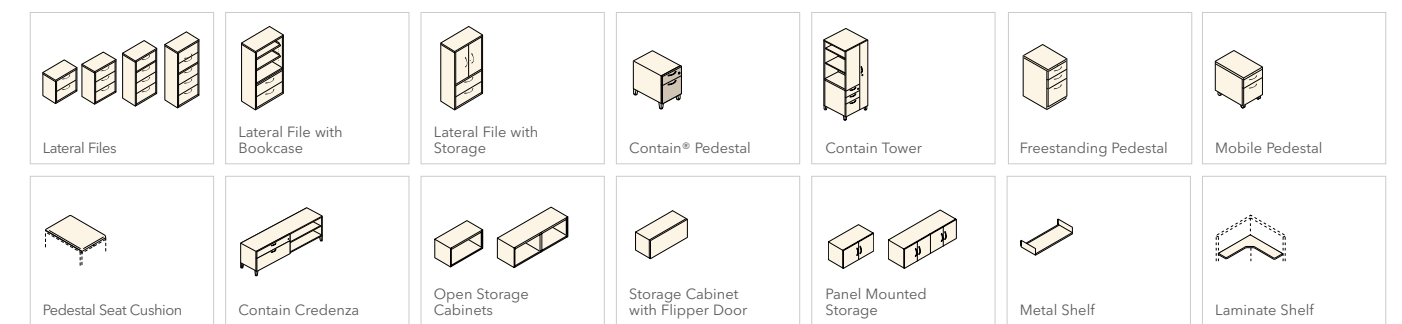 Lateral Files
Lateral File with
Bookcase
Lateral File with
Storage
Contain® Pedestal
Contain Tower
Freestanding Pedestal
Mobile Pedestal
Pedestal Seat Cushion
Contain Credenza
Open Storage
Cabinets
Storage Cabinet
with Flipper Door
Panel Mounted
Storage
Metal Shelf
Laminate Shelf